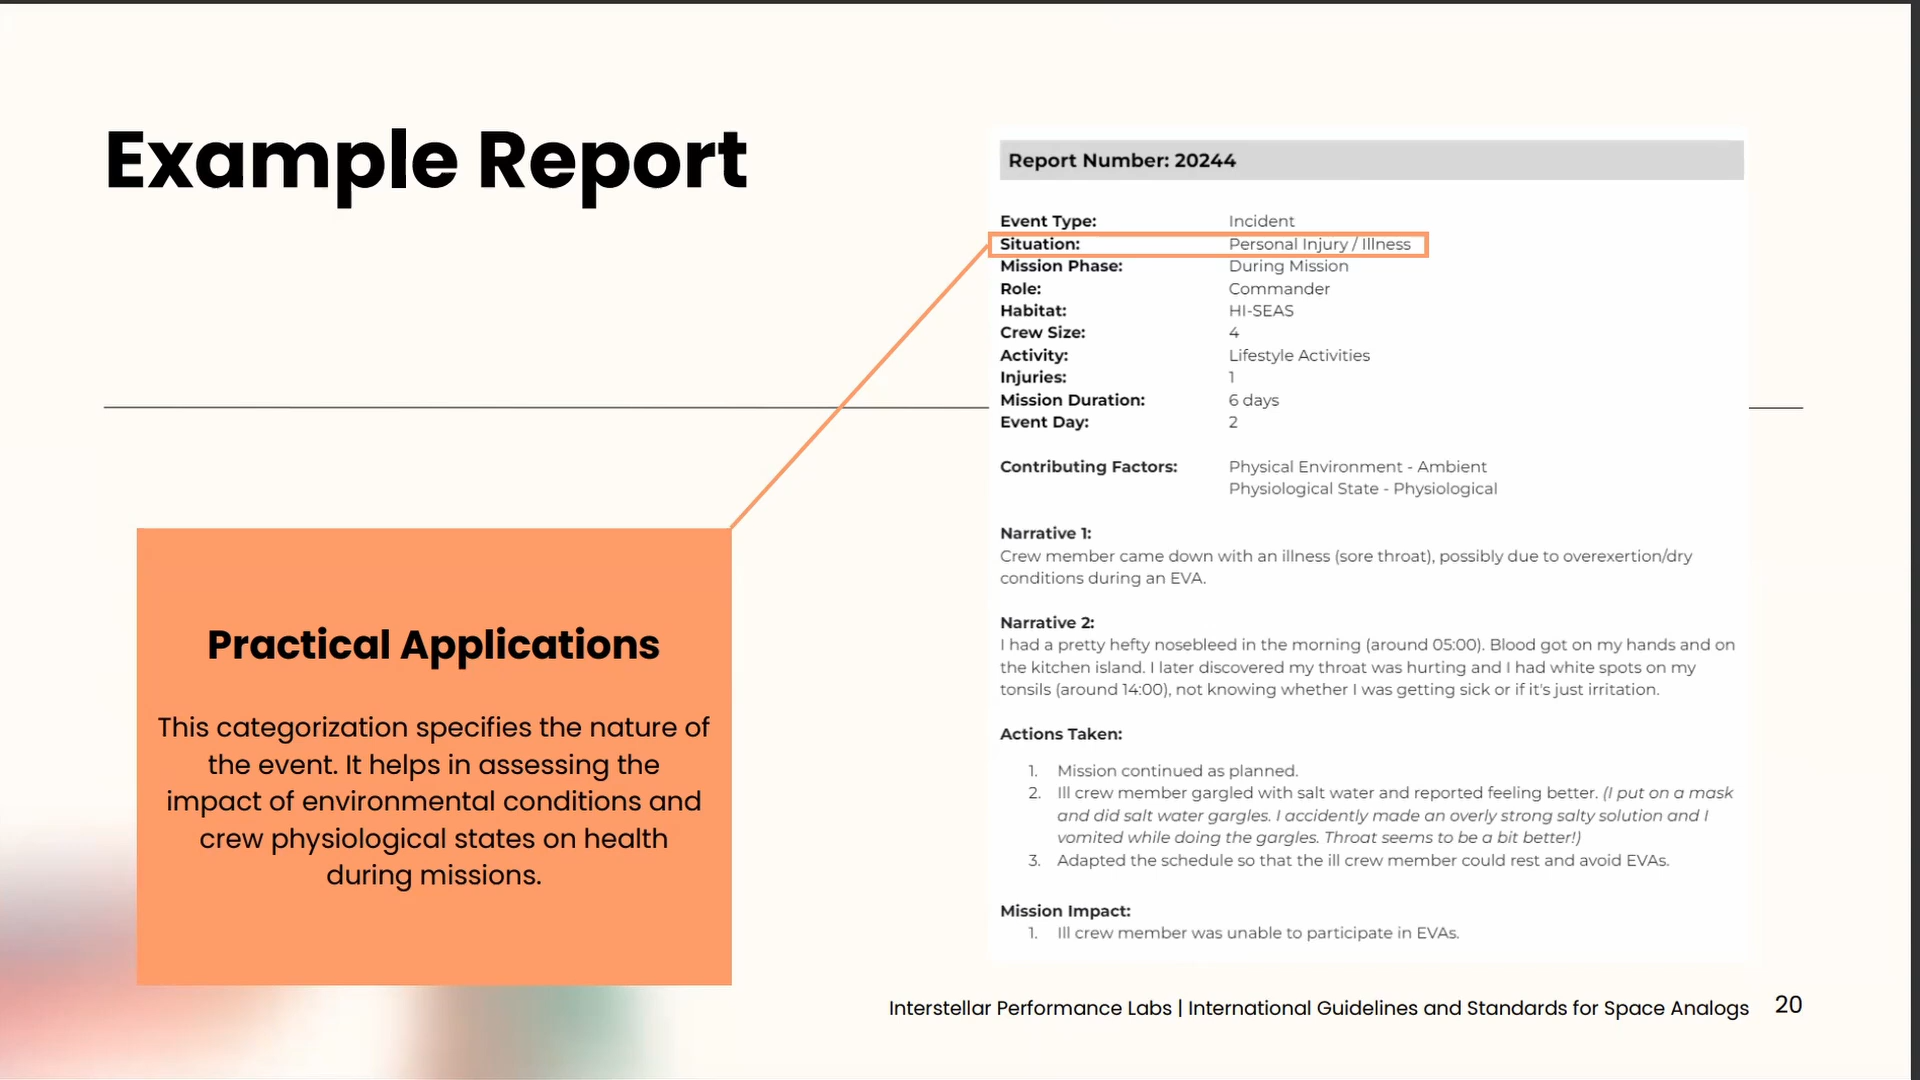 Example Report
Report Number: 20244
Event Type: Incident
Situation: Personal Injury / Illness
Mission Phase: During Mission
Role: Commander
Habitat: HI-SEAS
Crew Size: 4
Activity: Lifestyle Activities
Injuries: 1
Mission Duration: 6 days
Event Day: 2
Contributing Factors: Physical Environment - Ambient
Physiological State - Physiological
Narrative 1:
Crew member came down with an illness (sore throat), possibly due to overexertion/dry
conditions during an EVA.
Narrative 2:
I had a pretty hefty nosebleed in the morning (around 05:00). Blood got on my hands and on
the kitchen island. I later discovered my throat was hurting and I had white spots on my
tonsils (around 14:00), not knowing whether I was getting sick or if it's just irritation.
Actions Taken:
1. Mission continued as planned.
2. Ill crew member gargled with salt water and reported feeling better. (I put on a mask
and did salt water gargles. I accidently made an overly strong salty solution and I
vomited while doing the gargles. Throat seems to be a bit better!)
3. Adapted the schedule so that the ill crew member could rest and avoid EVAs.
Mission Impact:
1. Ill crew member was unable to participate in EVAs.
Practical Applications
This categorization specifies the nature of
the event. It helps in assessing the
impact of environmental conditions and
crew physiological states on health
during missions.
Interstellar Performance Labs | International Guidelines and Standards for Space Analogs 20